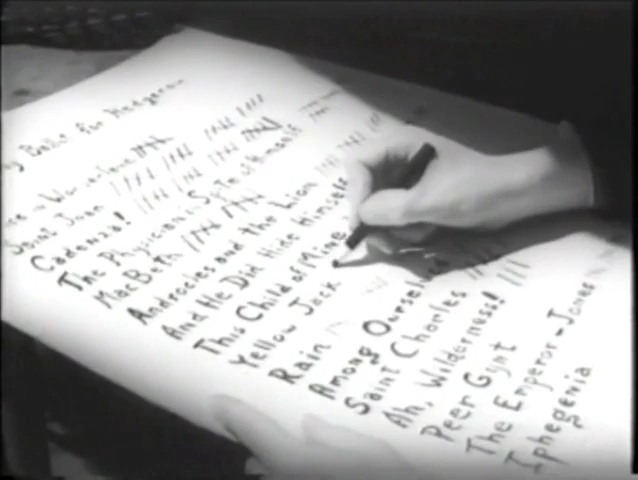 Bells for Hedgerow
Saint Joan
Cadenza!
The Physician in Spite of Himself
MacBeth
Androcles and the Lion
And He Did Hide Himself
This Child of Mine
Yellow Jack
Rain
Among Ourselves
Saint Charles
Ah, Wilderness!
Peer Gynt
The Emperor - Jones
Iphegenia